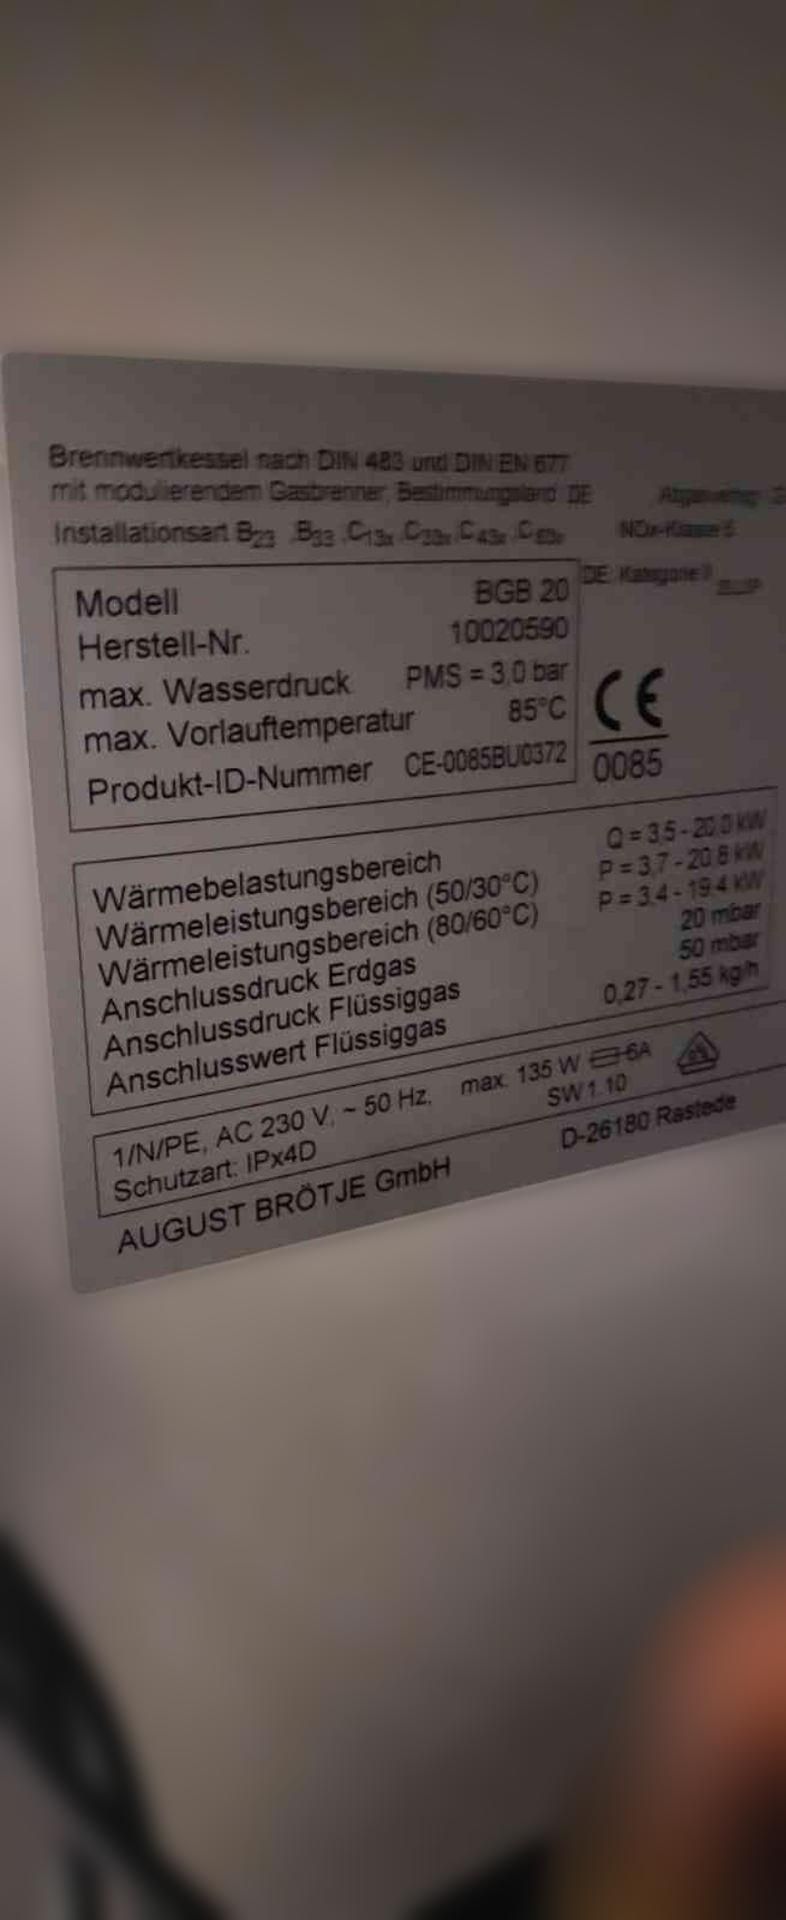 Brennwertkessel nach DIN 483 und DIN EN 677
mit modulierendem Gasbrenner, Bestimmungsland DE
Installationsart B23 ,B33 ,C13x ,C33x ,C43x ,C63x
NOx-Klasse 5
DE: Kategorie II
Modell BGB 20
Herstell-Nr. 10020590
max. Wasserdruck PMS = 3,0 bar
max. Vorlauftemperatur 85°C
Produkt-ID-Nummer CE-0085BU0372
CE
0085
Wärmebelastungsbereich Q = 3,5 - 20,0 kW
Wärmeleistungsbereich (50/30°C) P = 3,7 - 20,8 kW
Wärmeleistungsbereich (80/60°C) P = 3,4 - 19,4 kW
Anschlussdruck Erdgas 20 mbar
Anschlussdruck Flüssiggas 50 mbar
Anschlusswert Flüssiggas 0,27 - 1,55 kg/h
1/N/PE, AC 230 V, ~ 50 Hz, max. 135 W 6A
Schutzart: IPx4D SW1.10
AUGUST BRÖTJE GmbH D-26180 Rastede